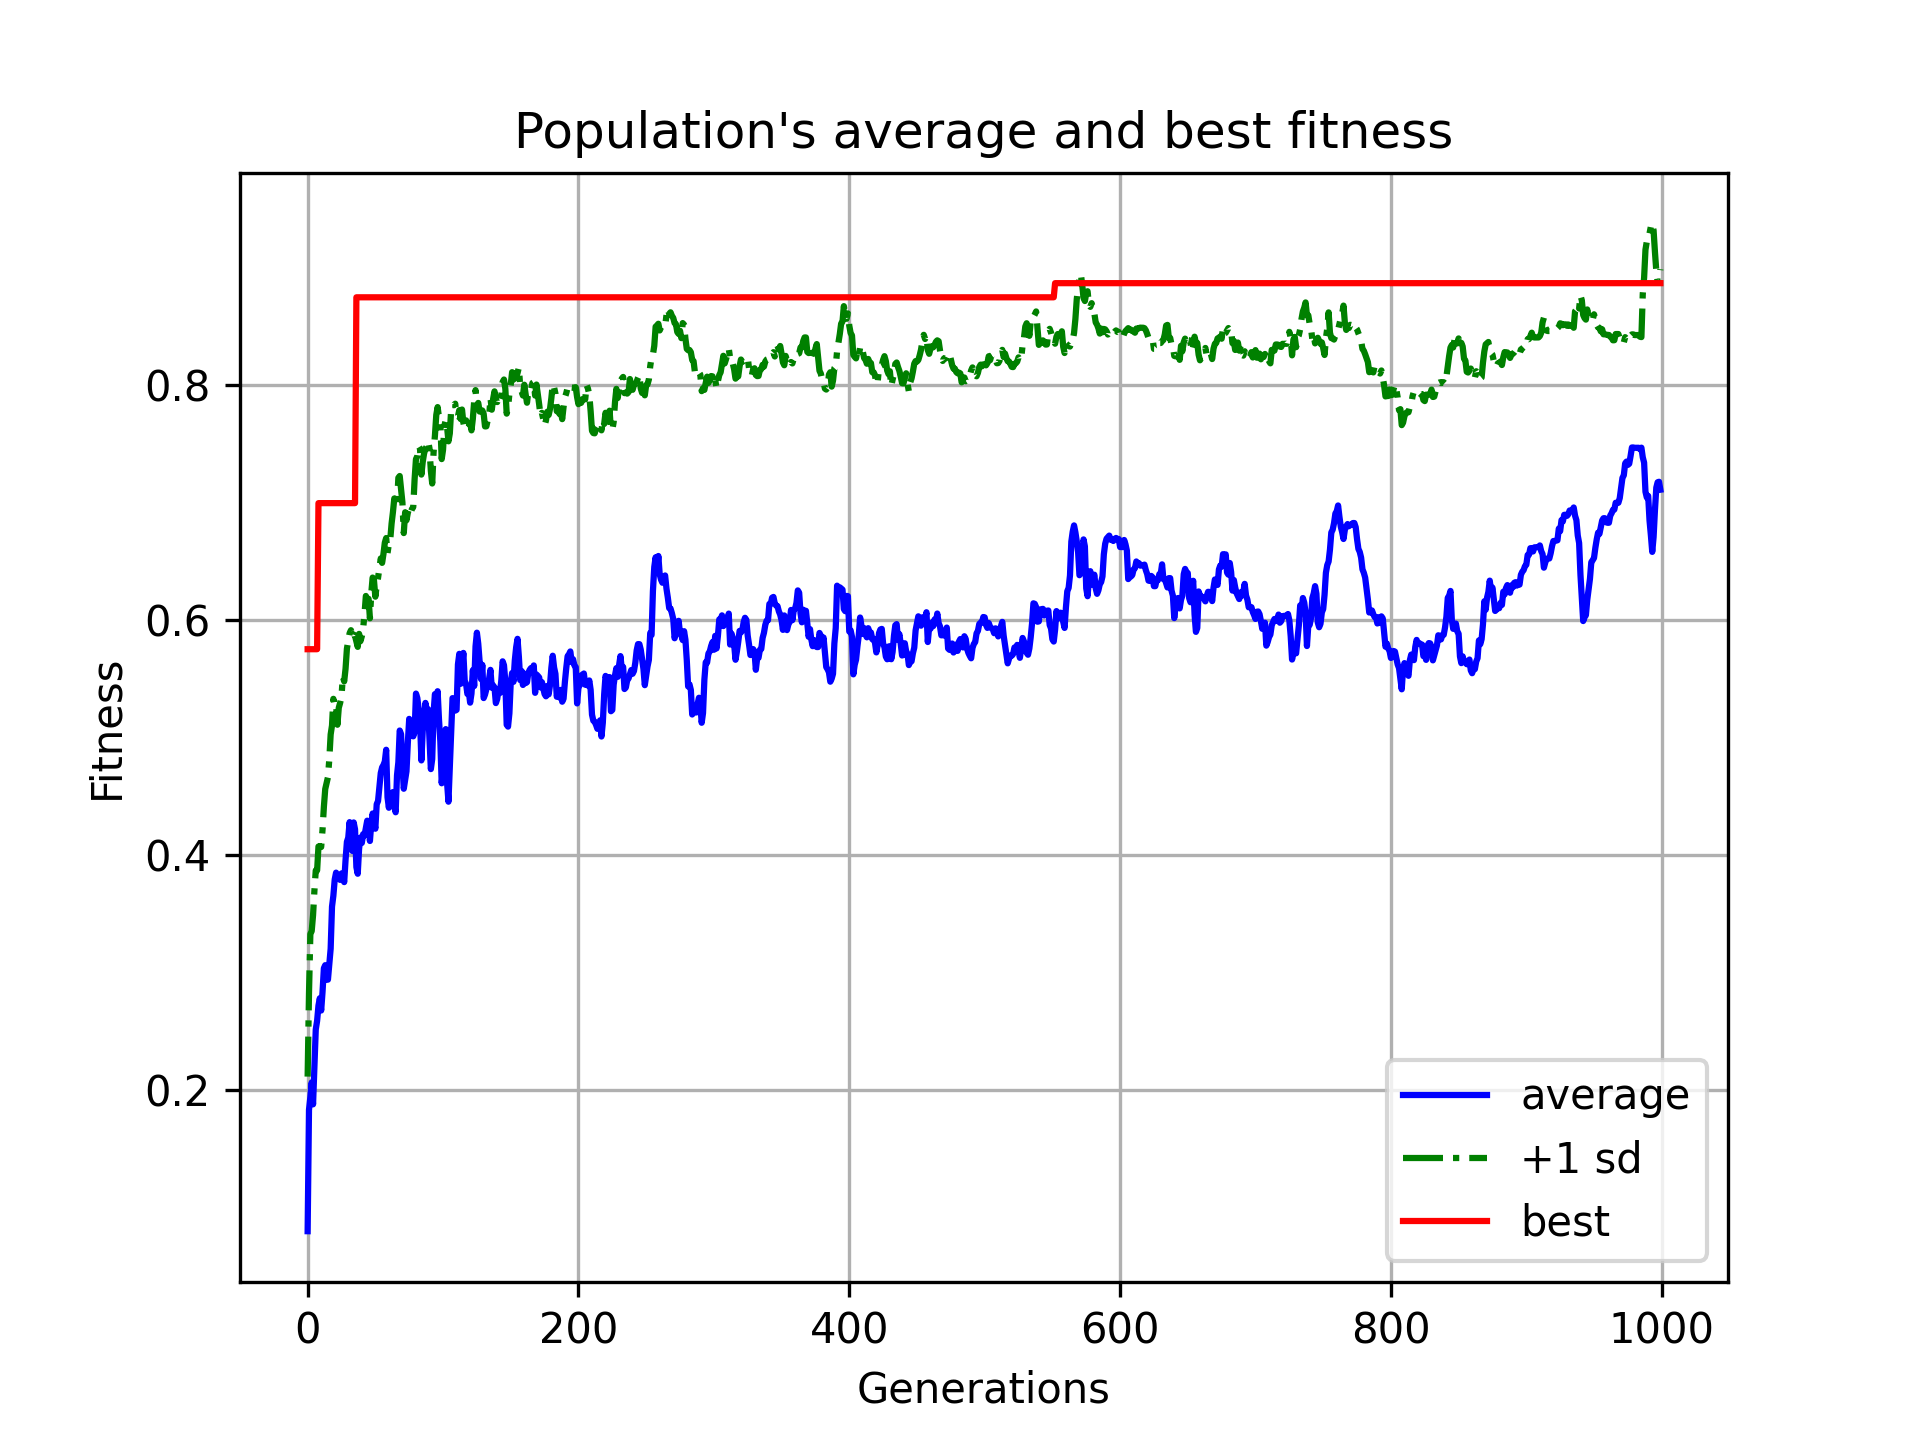 Population's average and best fitness
Fitness
0.8
0.6
0.4
0.2
0 200 400 600 800 1000
Generations
average
+1 sd
best